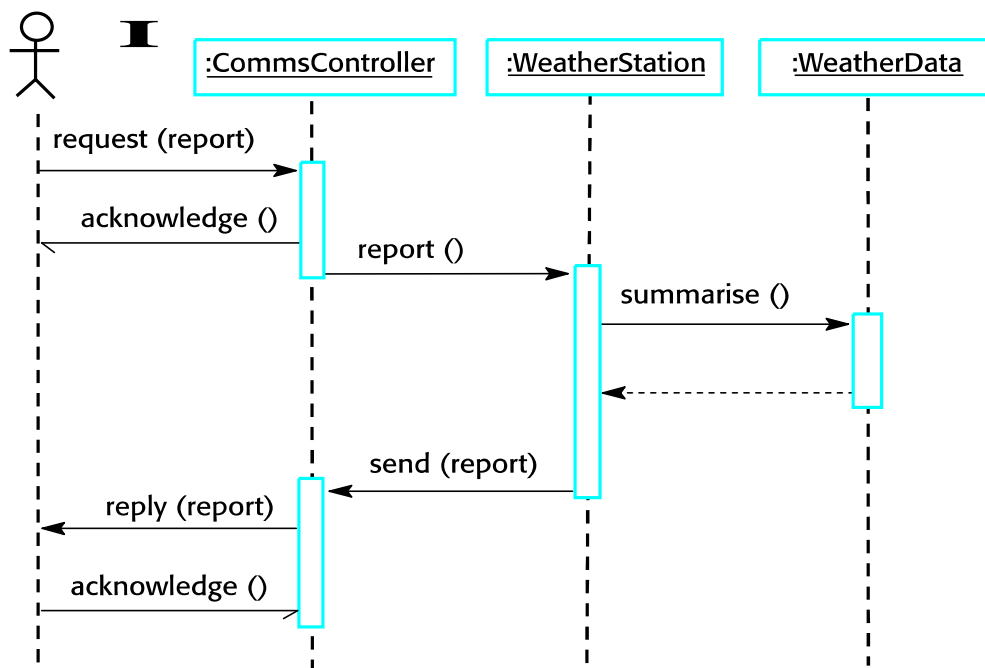 :CommsController
:WeatherStation
:WeatherData
request (report)
acknowledge ()
report ()
summarise ()
send (report)
reply (report)
acknowledge ()